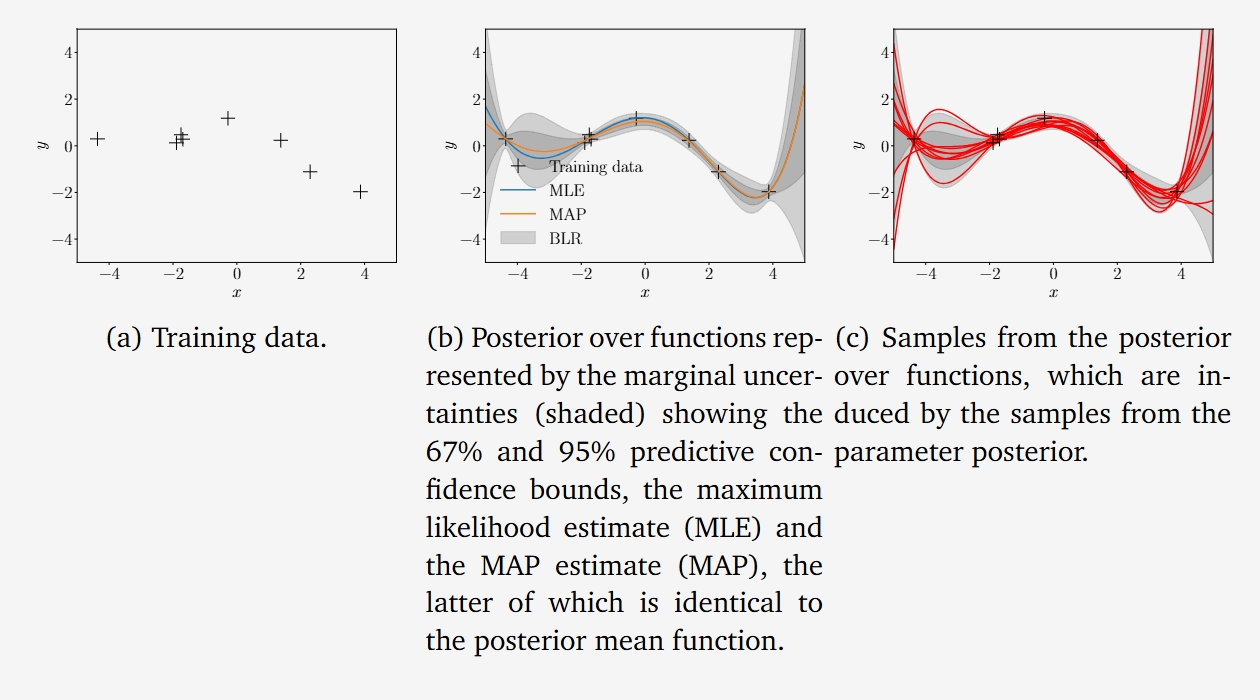 4
2
0
−2
−4
y
−4
−2
0
2
4
x
(a) Training data.
4
2
0
−2
−4
y
Training data
MLE
MAP
BLR
−4
−2
0
2
4
x
(b) Posterior over functions rep-
resented by the marginal uncer-
tainties (shaded) showing the
67% and 95% predictive con-
fidence bounds, the maximum
likelihood estimate (MLE) and
the MAP estimate (MAP), the
latter of which is identical to
the posterior mean function.
4
2
0
−2
−4
y
−4
−2
0
2
4
x
(c) Samples from the posterior
over functions, which are in-
duced by the samples from the
parameter posterior.